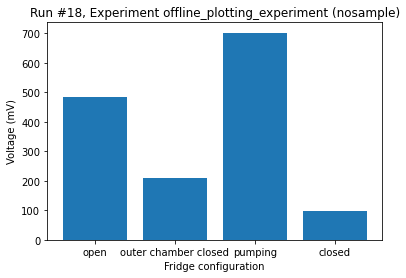 Run #18, Experiment offline_plotting_experiment (nosample)
700
600
500
400
300
200
100
0
Voltage (mV)
open outer chamber closed pumping closed
Fridge configuration